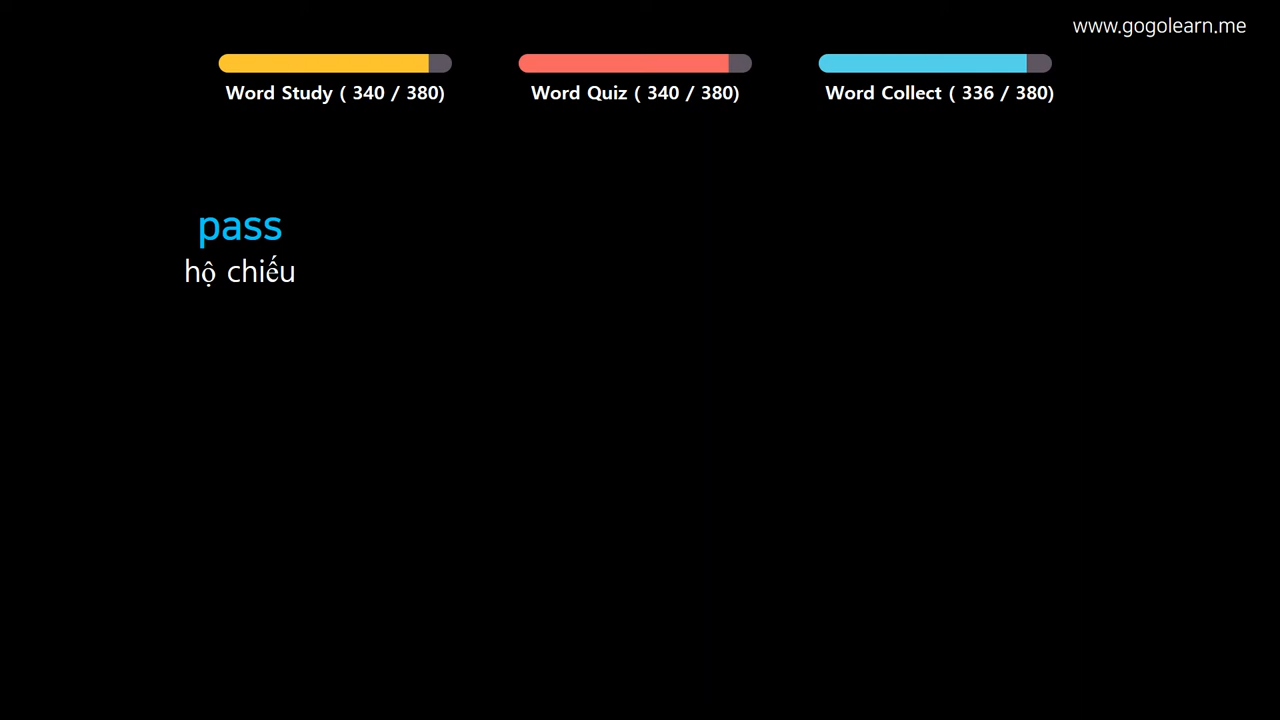 www.gogolearn.me
Word Study ( 340 / 380)
Word Quiz ( 340 / 380)
Word Collect ( 336 / 380)
pass
hộ chiếu